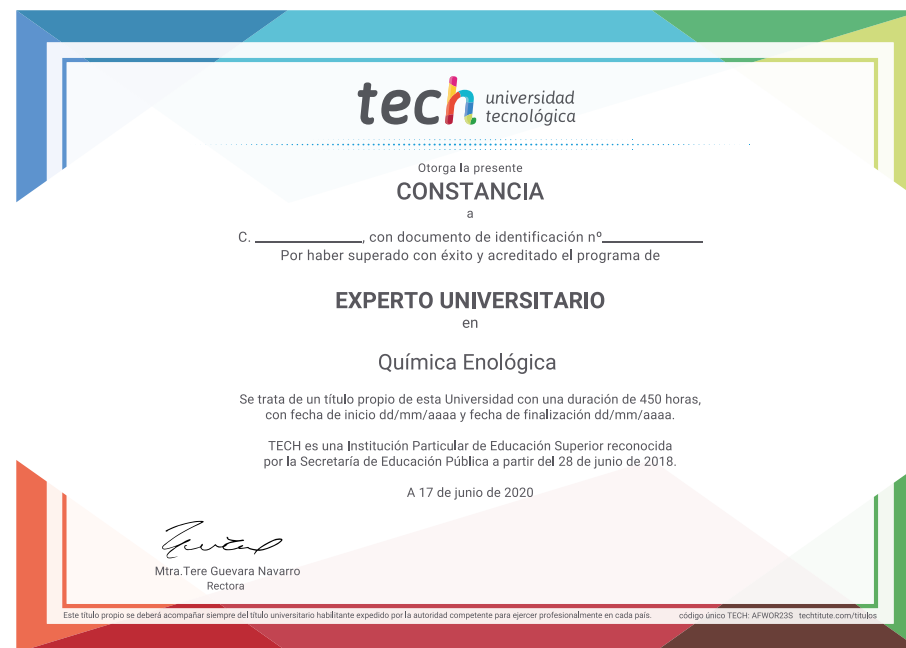 tech universidad
tecnológica
Otorga la presente
CONSTANCIA
a
C. ________________, con documento de identificación nº________________
Por haber superado con éxito y acreditado el programa de
EXPERTO UNIVERSITARIO
en
Química Enológica
Se trata de un título propio de esta Universidad con una duración de 450 horas,
con fecha de inicio dd/mm/aaaa y fecha de finalización dd/mm/aaaa.
TECH es una Institución Particular de Educación Superior reconocida
por la Secretaría de Educación Pública a partir del 28 de junio de 2018.
A 17 de junio de 2020
Mtra.Tere Guevara Navarro
Rectora
Este título propio se deberá acompañar siempre del título universitario habilitante expedido por la autoridad competente para ejercer profesionalmente en cada país. código único TECH: AFWOR23S techtitute.com/titulos